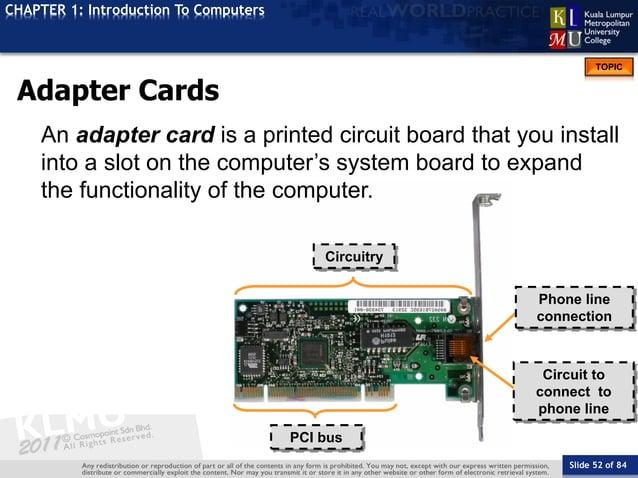 CHAPTER 1: Introduction To Computers
REALWORLDPRACTICE
KLMU
Kuala Lumpur
Metropolitan
University
College
TOPIC
Adapter Cards
An adapter card is a printed circuit board that you install
into a slot on the computer’s system board to expand
the functionality of the computer.
Circuitry
Phone line
connection
Circuit to
connect to
phone line
PCI bus
KLMU
2011© Cosmopoint Sdn Bhd.
All Rights Reserved.
Any redistribution or reproduction of part or all of the contents in any form is prohibited. You may not, except with our express written permission,
distribute or commercially exploit the content. Nor may you transmit it or store it in any other website or other form of electronic retrieval system.
Slide 52 of 84